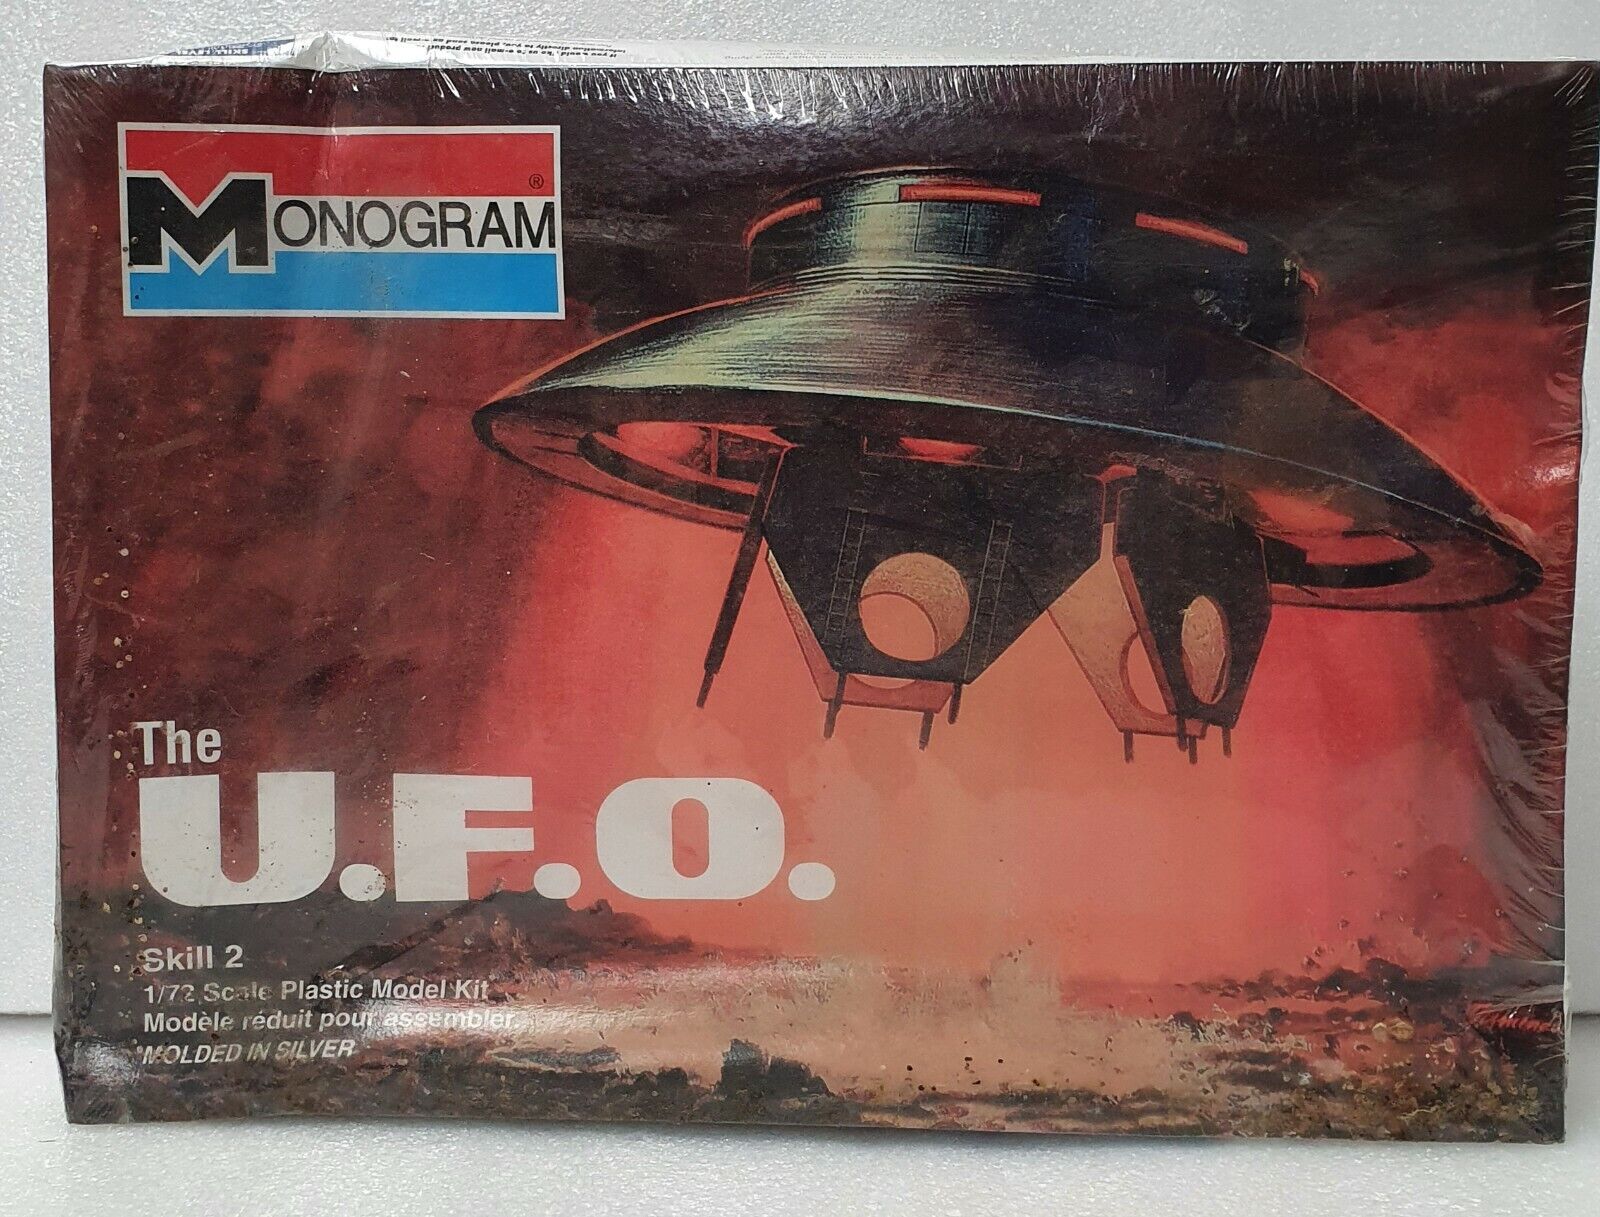 MONOGRAM®
The
U.F.O.
Skill 2
1/72 Scale Plastic Model Kit
Modèle réduit pour assembler
MOLDED IN SILVER